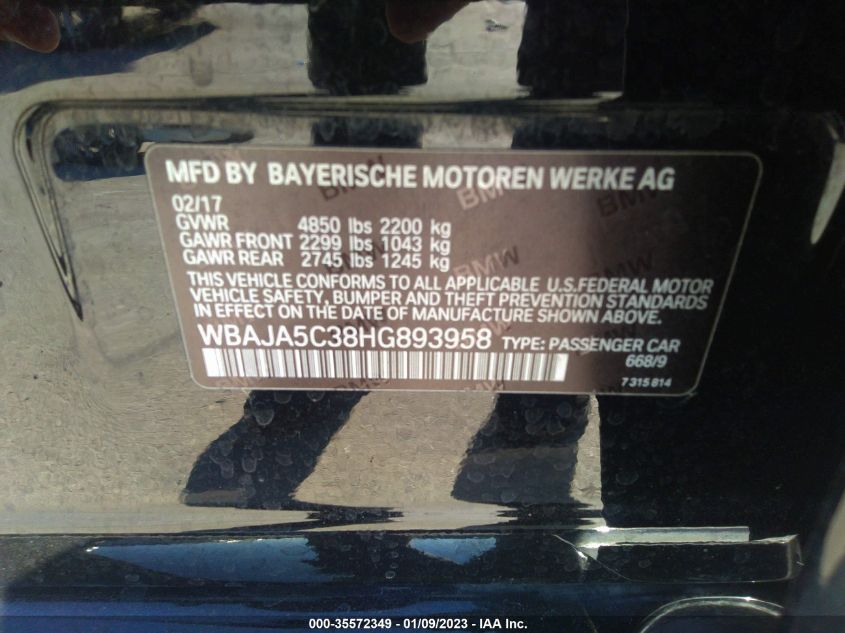 MFD BY BAYERISCHE MOTOREN WERKE AG
02/17
GVWR 4850 lbs 2200 kg
GAWR FRONT 2299 lbs 1043 kg
GAWR REAR 2745 lbs 1245 kg
THIS VEHICLE CONFORMS TO ALL APPLICABLE U.S.FEDERAL MOTOR
VEHICLE SAFETY, BUMPER AND THEFT PREVENTION STANDARDS
IN EFFECT ON THE DATE OF MANUFACTURE SHOWN ABOVE.
WBAJA5C38HG893958 TYPE: PASSENGER CAR
668/9
7 315 814
000-35572349 - 01/09/2023 - IAA Inc.